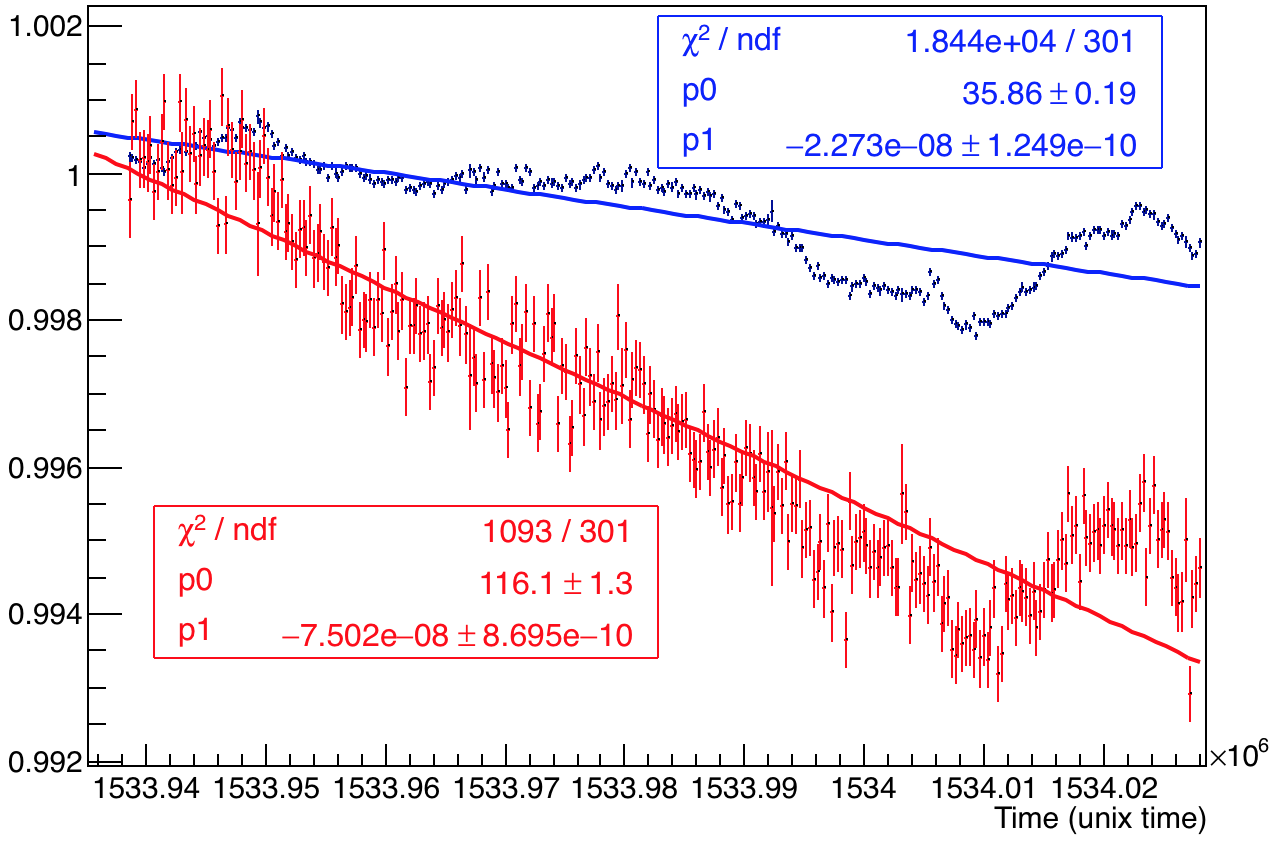 1.002
χ² / ndf 1.844e+04 / 301
p0 35.86 ± 0.19
p1 −2.273e−08 ± 1.249e−10
1
0.998
0.996
χ² / ndf 1093 / 301
p0 116.1 ± 1.3
p1 −7.502e−08 ± 8.695e−10
0.994
0.992
×10⁶
1533.94 1533.95 1533.96 1533.97 1533.98 1533.99 1534 1534.01 1534.02
Time (unix time)